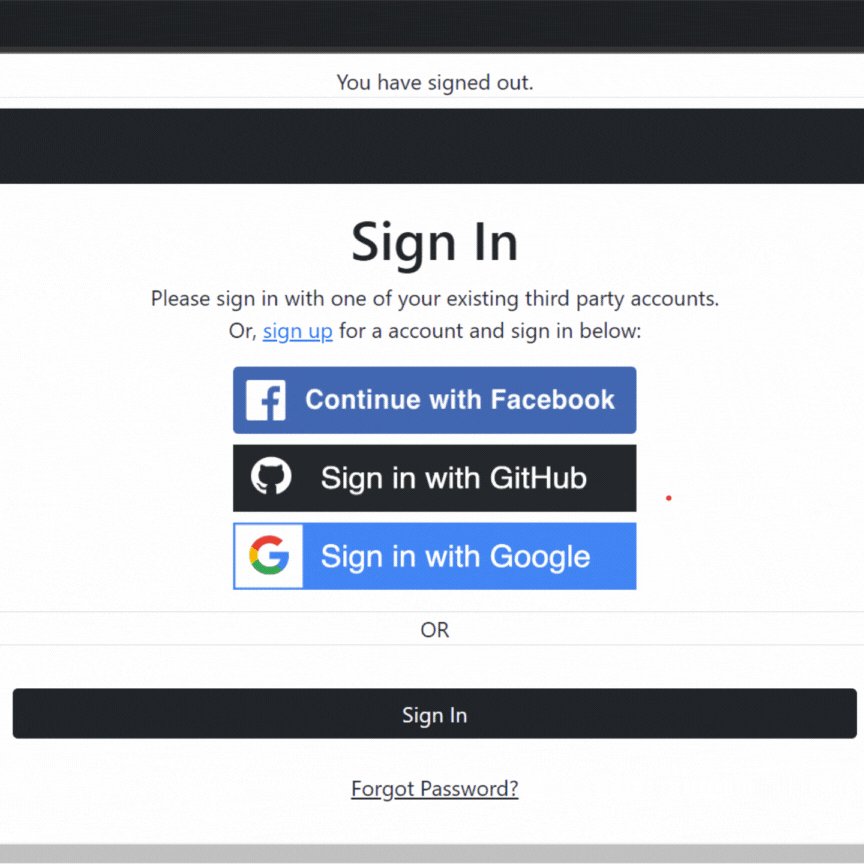 You have signed out.
Sign In
Please sign in with one of your existing third party accounts.
Or, sign up for a account and sign in below:
Continue with Facebook
Sign in with GitHub
Sign in with Google
OR
Sign In
Forgot Password?